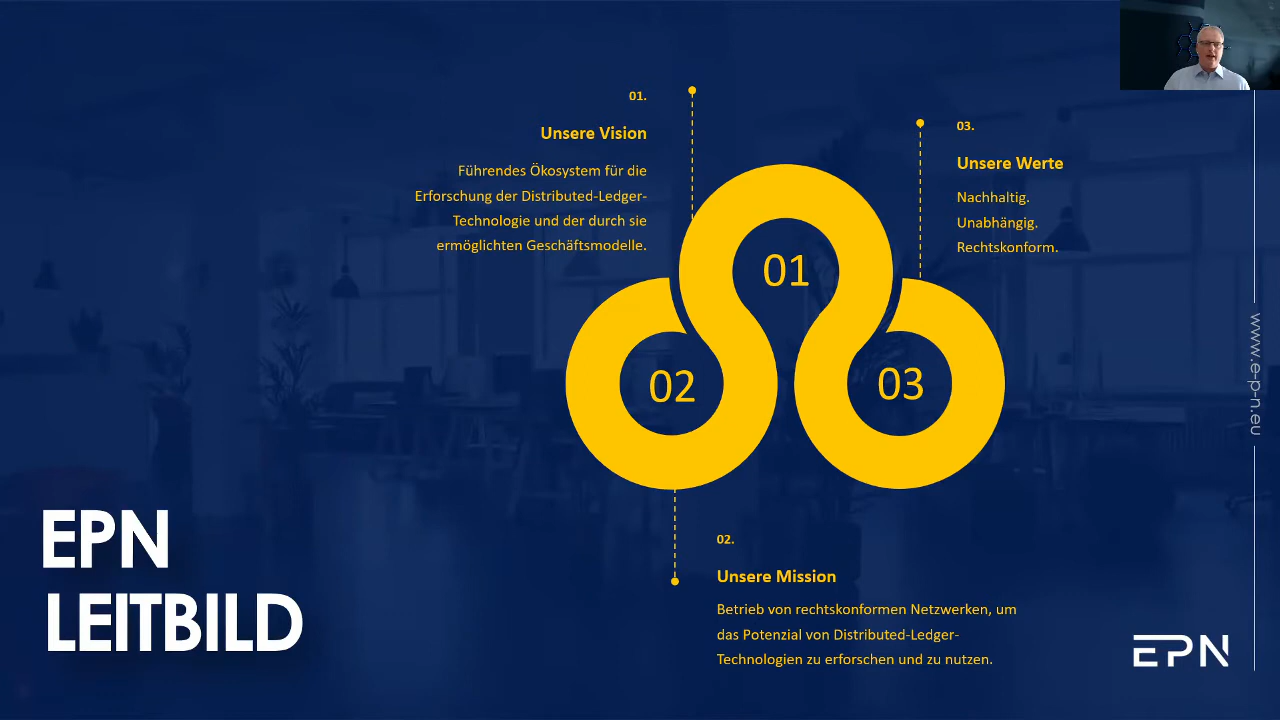 01.
Unsere Vision
Führendes Ökosystem für die
Erforschung der Distributed-Ledger-
Technologie und der durch sie
ermöglichten Geschäftsmodelle.
03.
Unsere Werte
Nachhaltig.
Unabhängig.
Rechtskonform.
01
02
03
www.e-p-n.eu
EPN
LEITBILD
02.
Unsere Mission
Betrieb von rechtskonformen Netzwerken, um
das Potenzial von Distributed-Ledger-
Technologien zu erforschen und zu nutzen.
EPN